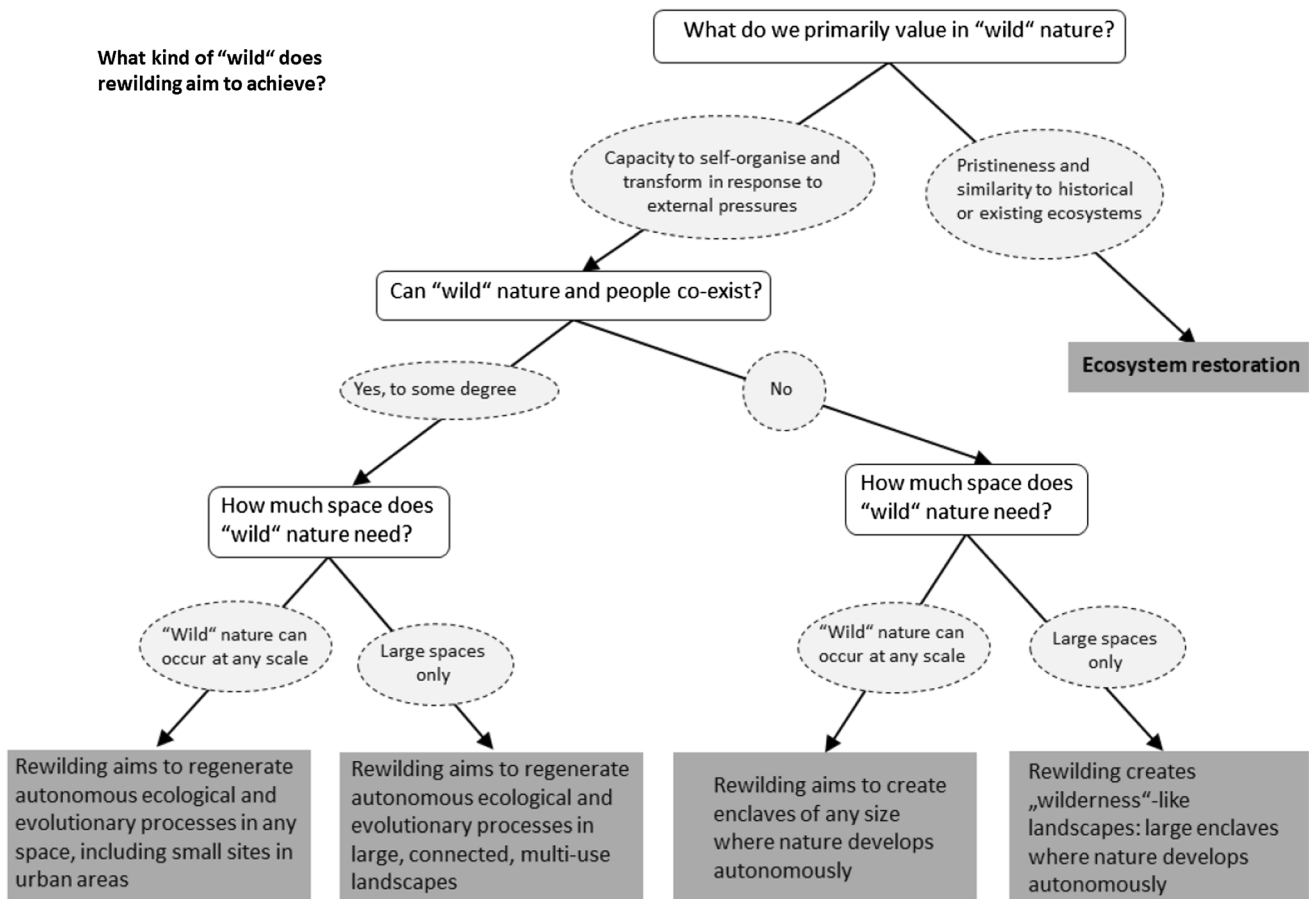 What kind of “wild“ does
rewilding aim to achieve?
What do we primarily value in “wild“ nature?
Capacity to self-organise and
transform in response to
external pressures
Pristineness and
similarity to historical
or existing ecosystems
Can “wild“ nature and people co-exist?
Ecosystem restoration
Yes, to some degree
No
How much space does
“wild“ nature need?
How much space does
“wild“ nature need?
“Wild“ nature can
occur at any scale
Large spaces
only
“Wild“ nature can
occur at any scale
Large spaces
only
Rewilding aims to regenerate
autonomous ecological and
evolutionary processes in any
space, including small sites in
urban areas
Rewilding aims to regenerate
autonomous ecological and
evolutionary processes in
large, connected, multi-use
landscapes
Rewilding aims to create
enclaves of any size
where nature develops
autonomously
Rewilding creates
„wilderness“-like
landscapes: large enclaves
where nature develops
autonomously